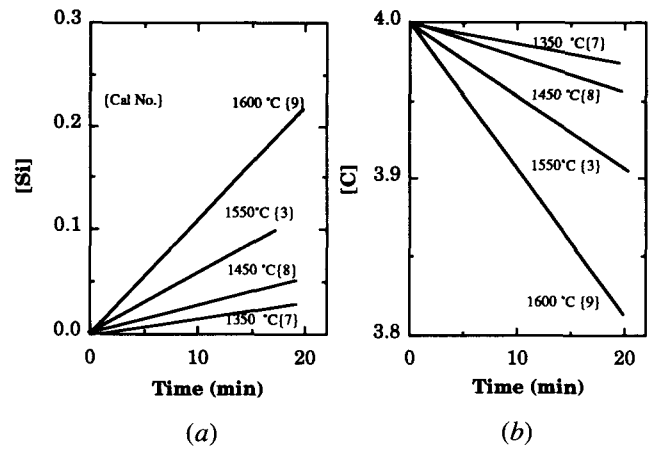 0.3
0.2
0.1
0.0
[Si]
{Cal No.}
1600 °C {9}
1550°C {3}
1450 °C{8}
1350 °C{7}
0
10
20
Time (min)
(a)
4.0
3.9
3.8
[C]
1350 °C{7}
1450 °C{8}
1550°C {3}
1600 °C {9}
0
10
20
Time (min)
(b)